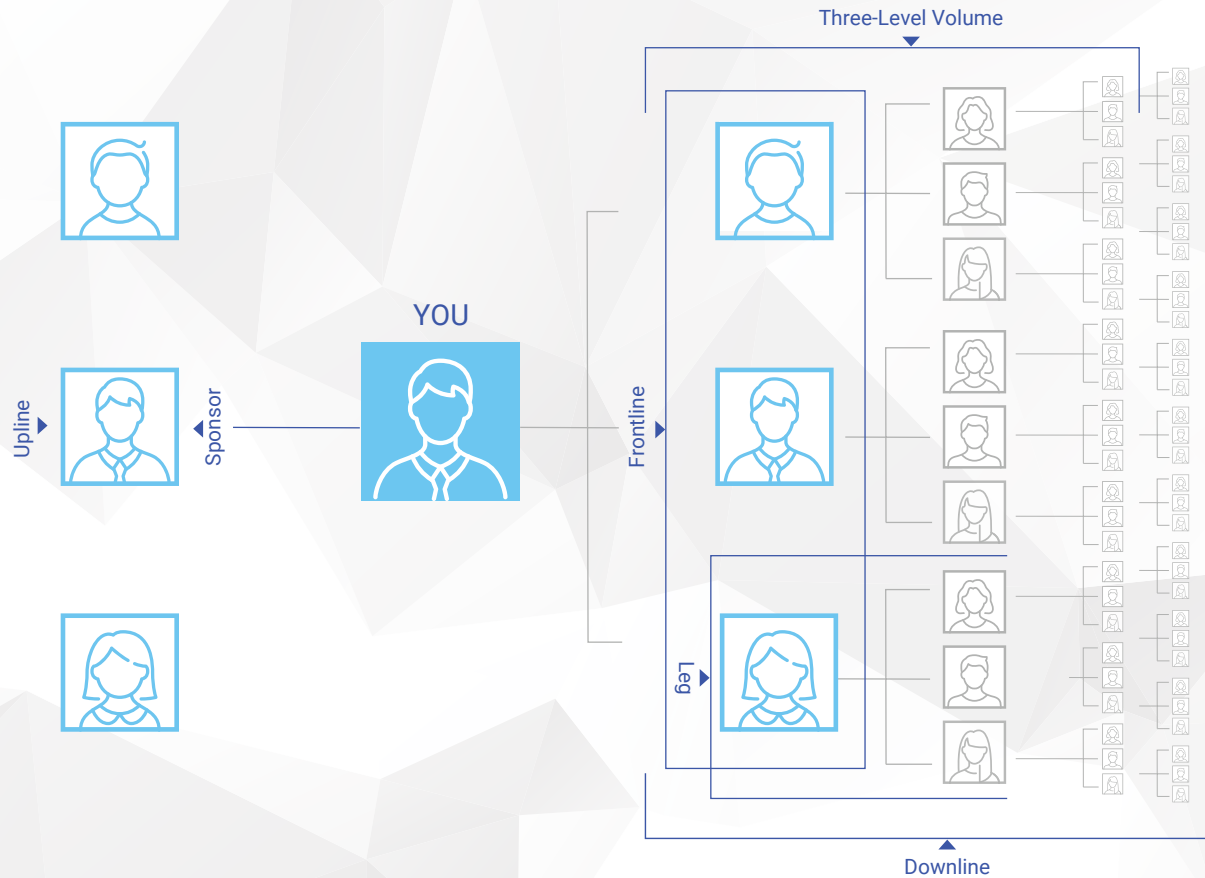 Three-Level Volume
YOU
Upline
Sponsor
Frontline
Leg
Downline